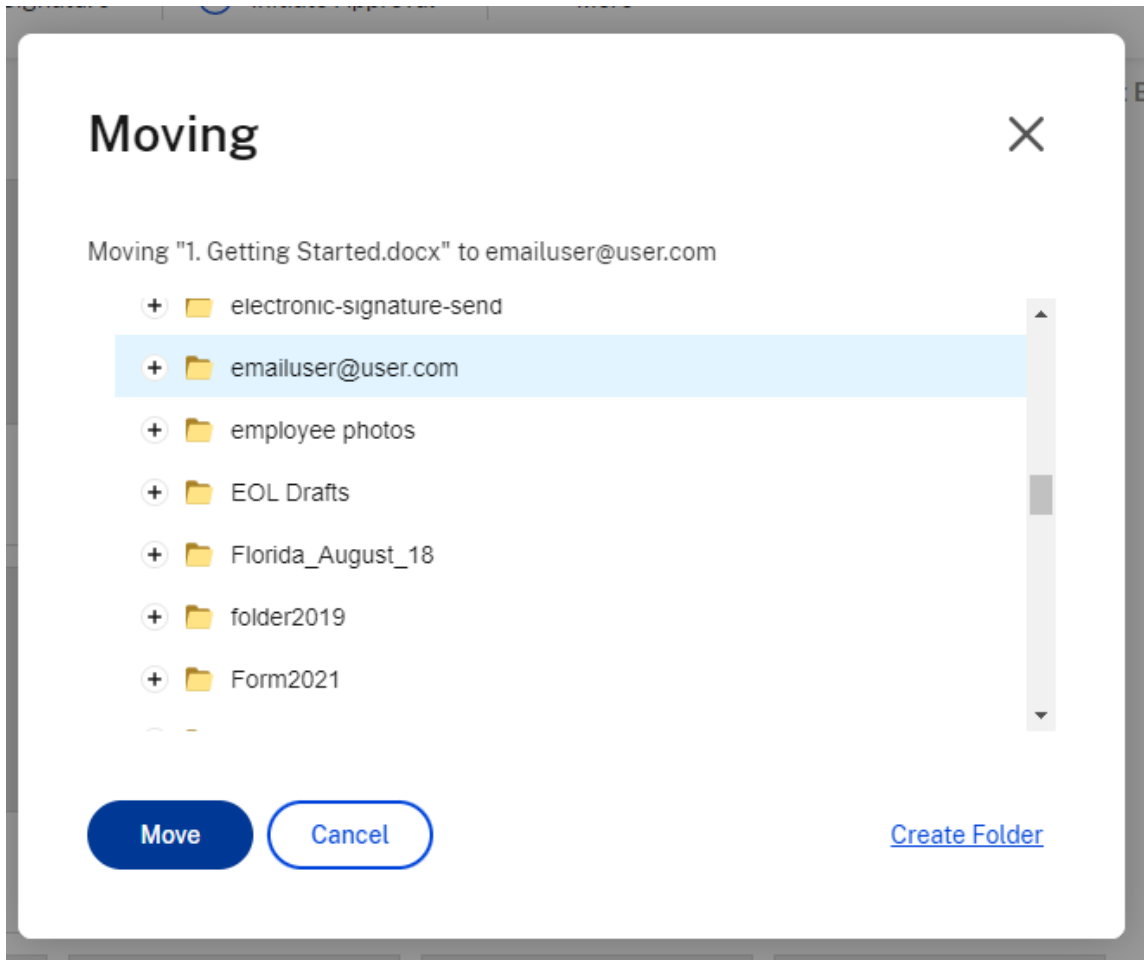 Moving
Moving "1. Getting Started.docx" to emailuser@user.com
electronic-signature-send
emailuser@user.com
employee photos
EOL Drafts
Florida_August_18
folder2019
Form2021
Move Cancel Create Folder